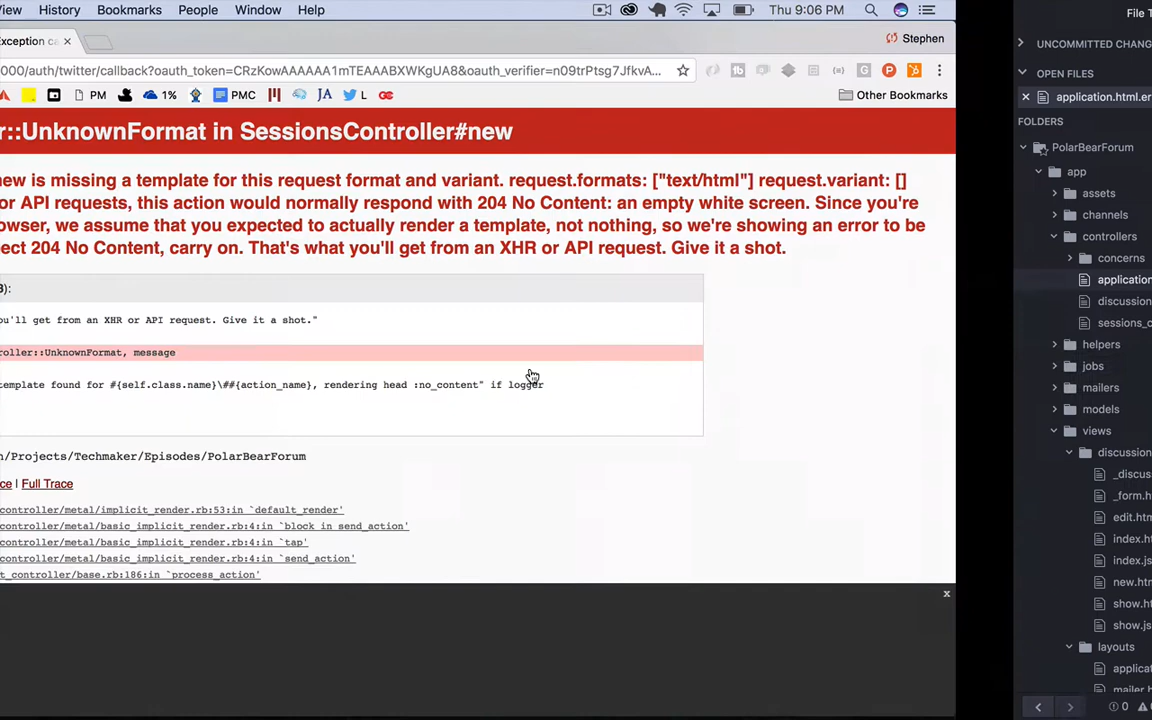 View History Bookmarks People Window Help Thu 9:06 PM
Exception ca × Stephen
000/auth/twitter/callback?oauth_token=CRzKowAAAAAA1mTEAAABXWKgUA8&oauth_verifier=n09trPtsg7JfkvA...
PM 1% PMC JA L Other Bookmarks
r::UnknownFormat in SessionsController#new
new is missing a template for this request format and variant. request.formats: ["text/html"] request.variant: []
or API requests, this action would normally respond with 204 No Content: an empty white screen. Since you're
owser, we assume that you expected to actually render a template, not nothing, so we're showing an error to be
ect 204 No Content, carry on. That's what you'll get from an XHR or API request. Give it a shot.
3):
ou'll get from an XHR or API request. Give it a shot."
roller::UnknownFormat, message
template found for #{self.class.name}\##{action_name}, rendering head :no_content" if logger
n/Projects/Techmaker/Episodes/PolarBearForum
ce | Full Trace
controller/metal/implicit_render.rb:53:in `default_render'
controller/metal/basic_implicit_render.rb:4:in `block in send_action'
controller/metal/basic_implicit_render.rb:4:in `tap'
controller/metal/basic_implicit_render.rb:4:in `send_action'
t_controller/base.rb:186:in `process_action'
x
File T
UNCOMMITTED CHANG
OPEN FILES
× application.html.er
FOLDERS
PolarBearForum
app
assets
channels
controllers
concerns
application
discussion
sessions_c
helpers
jobs
mailers
models
views
discussion
_discus
_form.h
edit.htm
index.ht
index.js
new.htm
show.ht
show.js
layouts
applicat
mailer.h
0